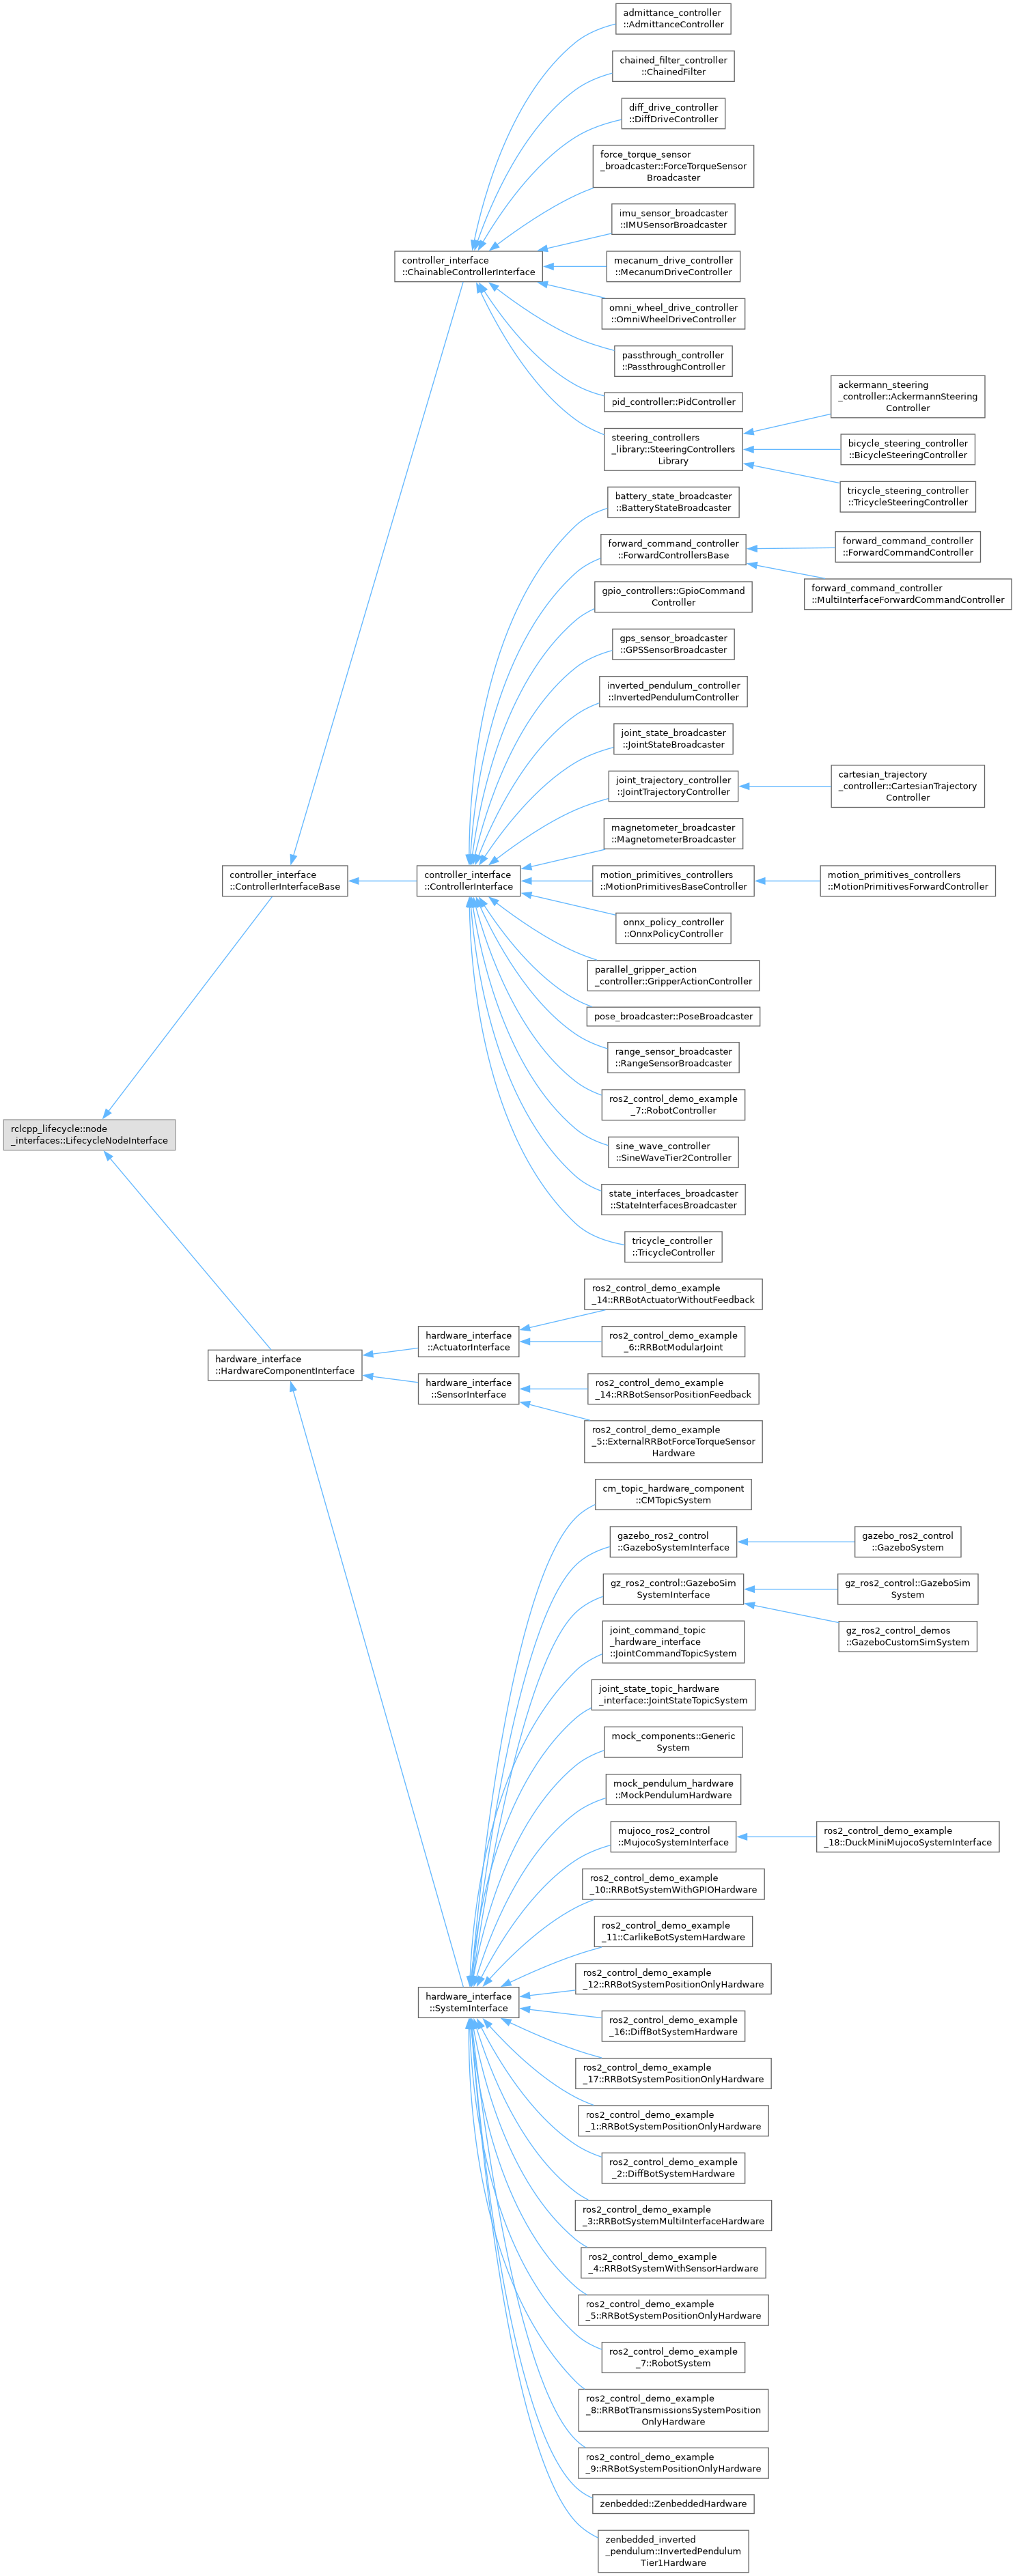 admittance_controller
::AdmittanceController
chained_filter_controller
::ChainedFilter
diff_drive_controller
::DiffDriveController
force_torque_sensor
_broadcaster::ForceTorqueSensor
Broadcaster
imu_sensor_broadcaster
::IMUSensorBroadcaster
controller_interface
::ChainableControllerInterface
mecanum_drive_controller
::MecanumDriveController
omni_wheel_drive_controller
::OmniWheelDriveController
passthrough_controller
::PassthroughController
pid_controller::PidController
ackermann_steering
_controller::AckermannSteering
Controller
steering_controllers
_library::SteeringControllers
Library
bicycle_steering_controller
::BicycleSteeringController
tricycle_steering_controller
::TricycleSteeringController
battery_state_broadcaster
::BatteryStateBroadcaster
forward_command_controller
::ForwardControllersBase
forward_command_controller
::ForwardCommandController
forward_command_controller
::MultiInterfaceForwardCommandController
gpio_controllers::GpioCommand
Controller
gps_sensor_broadcaster
::GPSSensorBroadcaster
inverted_pendulum_controller
::InvertedPendulumController
joint_state_broadcaster
::JointStateBroadcaster
joint_trajectory_controller
::JointTrajectoryController
cartesian_trajectory
_controller::CartesianTrajectory
Controller
magnetometer_broadcaster
::MagnetometerBroadcaster
controller_interface
::ControllerInterfaceBase
controller_interface
::ControllerInterface
motion_primitives_controllers
::MotionPrimitivesBaseController
motion_primitives_controllers
::MotionPrimitivesForwardController
onnx_policy_controller
::OnnxPolicyController
parallel_gripper_action
_controller::GripperActionController
pose_broadcaster::PoseBroadcaster
range_sensor_broadcaster
::RangeSensorBroadcaster
ros2_control_demo_example
_7::RobotController
rclcpp_lifecycle::node
_interfaces::LifecycleNodeInterface
sine_wave_controller
::SineWaveTier2Controller
state_interfaces_broadcaster
::StateInterfacesBroadcaster
tricycle_controller
::TricycleController
ros2_control_demo_example
_14::RRBotActuatorWithoutFeedback
hardware_interface
::ActuatorInterface
ros2_control_demo_example
_6::RRBotModularJoint
hardware_interface
::HardwareComponentInterface
hardware_interface
::SensorInterface
ros2_control_demo_example
_14::RRBotSensorPositionFeedback
ros2_control_demo_example
_5::ExternalRRBotForceTorqueSensor
Hardware
cm_topic_hardware_component
::CMTopicSystem
gazebo_ros2_control
::GazeboSystemInterface
gazebo_ros2_control
::GazeboSystem
gz_ros2_control::GazeboSim
SystemInterface
gz_ros2_control::GazeboSim
System
gz_ros2_control_demos
::GazeboCustomSimSystem
joint_command_topic
_hardware_interface
::JointCommandTopicSystem
joint_state_topic_hardware
_interface::JointStateTopicSystem
mock_components::Generic
System
mock_pendulum_hardware
::MockPendulumHardware
mujoco_ros2_control
::MujocoSystemInterface
ros2_control_demo_example
_18::DuckMiniMujocoSystemInterface
ros2_control_demo_example
_10::RRBotSystemWithGPIOHardware
ros2_control_demo_example
_11::CarlikeBotSystemHardware
ros2_control_demo_example
_12::RRBotSystemPositionOnlyHardware
hardware_interface
::SystemInterface
ros2_control_demo_example
_16::DiffBotSystemHardware
ros2_control_demo_example
_17::RRBotSystemPositionOnlyHardware
ros2_control_demo_example
_1::RRBotSystemPositionOnlyHardware
ros2_control_demo_example
_2::DiffBotSystemHardware
ros2_control_demo_example
_3::RRBotSystemMultiInterfaceHardware
ros2_control_demo_example
_4::RRBotSystemWithSensorHardware
ros2_control_demo_example
_5::RRBotSystemPositionOnlyHardware
ros2_control_demo_example
_7::RobotSystem
ros2_control_demo_example
_8::RRBotTransmissionsSystemPosition
OnlyHardware
ros2_control_demo_example
_9::RRBotSystemPositionOnlyHardware
zenbedded::ZenbeddedHardware
zenbedded_inverted
_pendulum::InvertedPendulum
Tier1Hardware